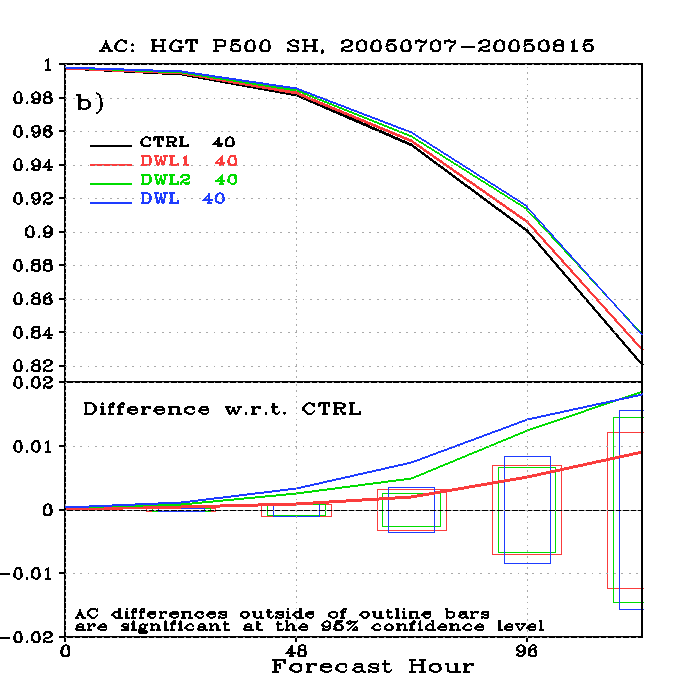 AC: HGT P500 SH, 20050707–20050815
1
0.98
0.96
0.94
0.92
0.9
0.88
0.86
0.84
0.82
b)
CTRL 40
DWL1 40
DWL2 40
DWL 40
0.02
0.01
0
−0.01
−0.02
Difference w.r.t. CTRL
AC differences outside of outline bars
are significant at the 95% confidence level
0 48 96
Forecast Hour